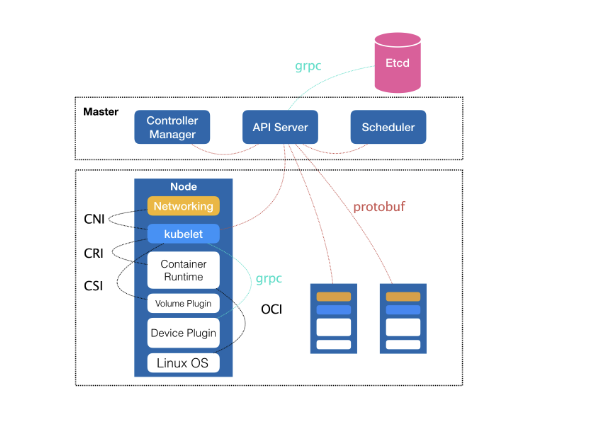 Etcd
grpc
Master
Controller
Manager
API Server
Scheduler
Node
Networking
protobuf
CNI
kubelet
CRI
Container
Runtime
grpc
CSI
Volume Plugin
OCI
Device Plugin
Linux OS